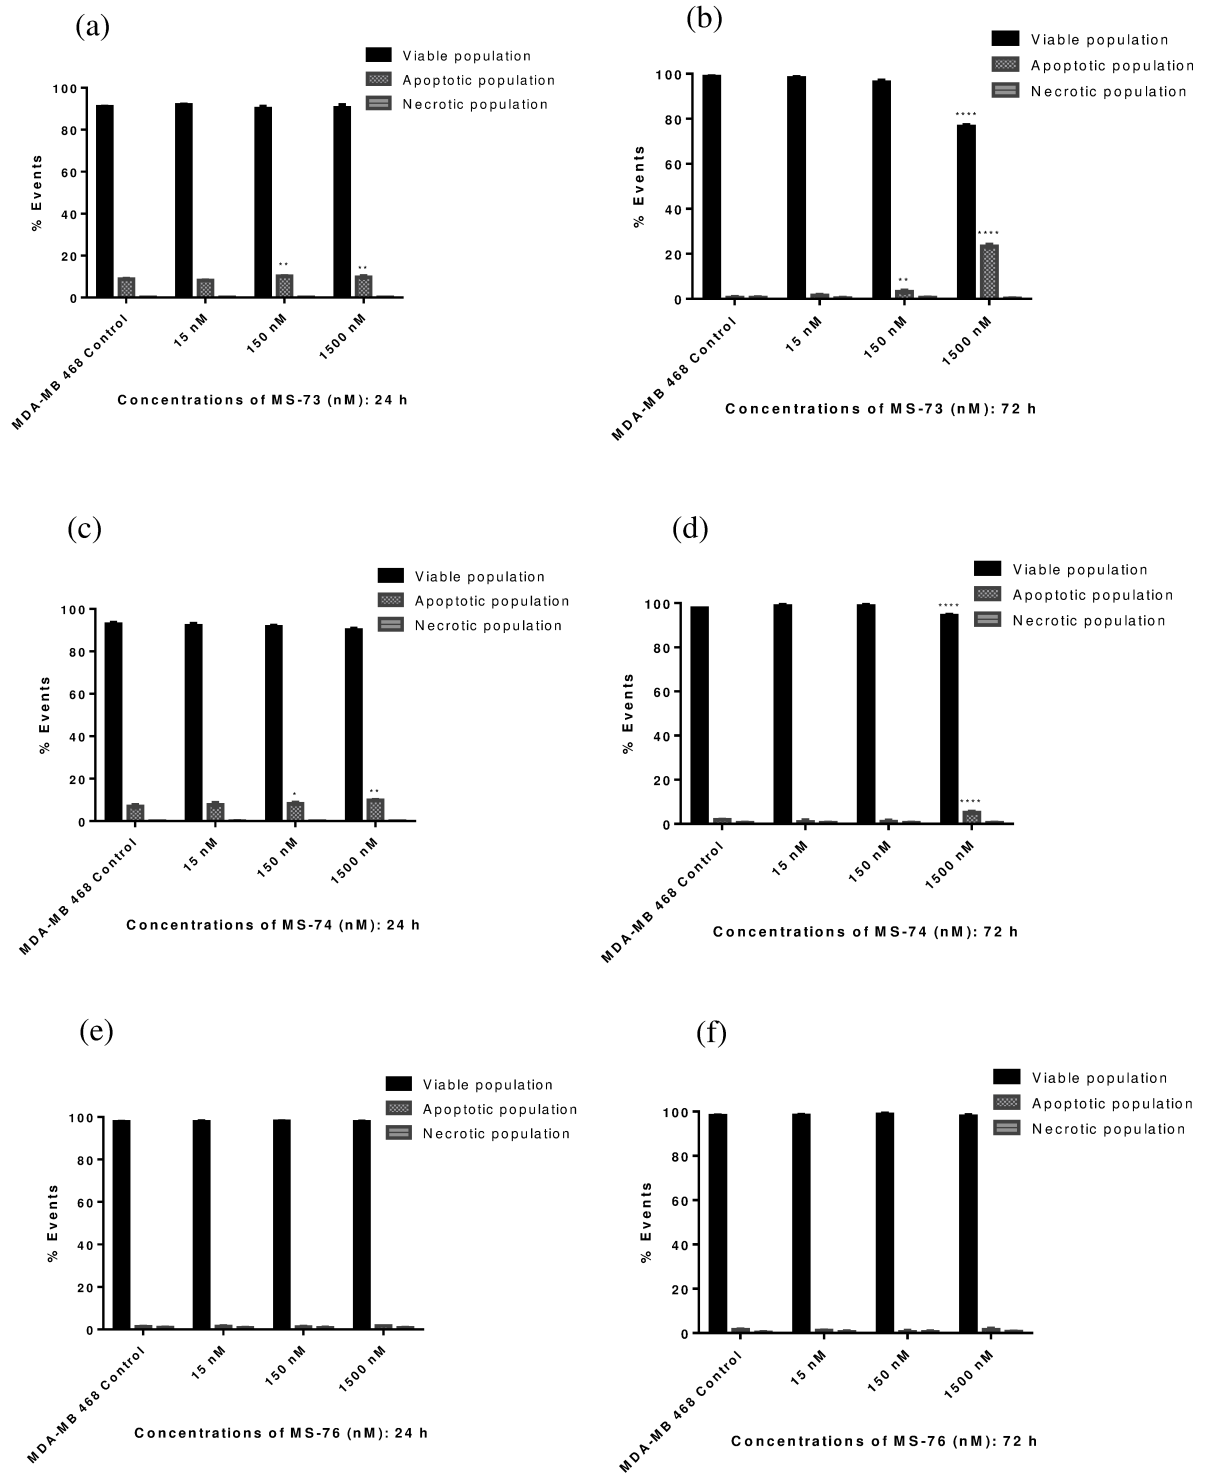 (a)
Viable population
Apoptotic population
Necrotic population
100
80
60
40
20
0
% Events
**
**
MDA-MB 468 Control
15 nM
150 nM
1500 nM
Concentrations of MS-73 (nM): 24 h
(b)
Viable population
Apoptotic population
Necrotic population
100
80
60
40
20
0
% Events
**
****
****
MDA-MB 468 Control
15 nM
150 nM
1500 nM
Concentrations of MS-73 (nM): 72 h
(c)
Viable population
Apoptotic population
Necrotic population
100
80
60
40
20
0
% Events
*
**
MDA-MB 468 Control
15 nM
150 nM
1500 nM
Concentrations of MS-74 (nM): 24 h
(d)
Viable population
Apoptotic population
Necrotic population
100
80
60
40
20
0
% Events
****
****
MDA-MB 468 Control
15 nM
150 nM
1500 nM
Concentrations of MS-74 (nM): 72 h
(e)
Viable population
Apoptotic population
Necrotic population
100
80
60
40
20
0
% Events
MDA-MB 468 Control
15 nM
150 nM
1500 nM
Concentrations of MS-76 (nM): 24 h
(f)
Viable population
Apoptotic population
Necrotic population
100
80
60
40
20
0
% Events
MDA-MB 468 Control
15 nM
150 nM
1500 nM
Concentrations of MS-76 (nM): 72 h